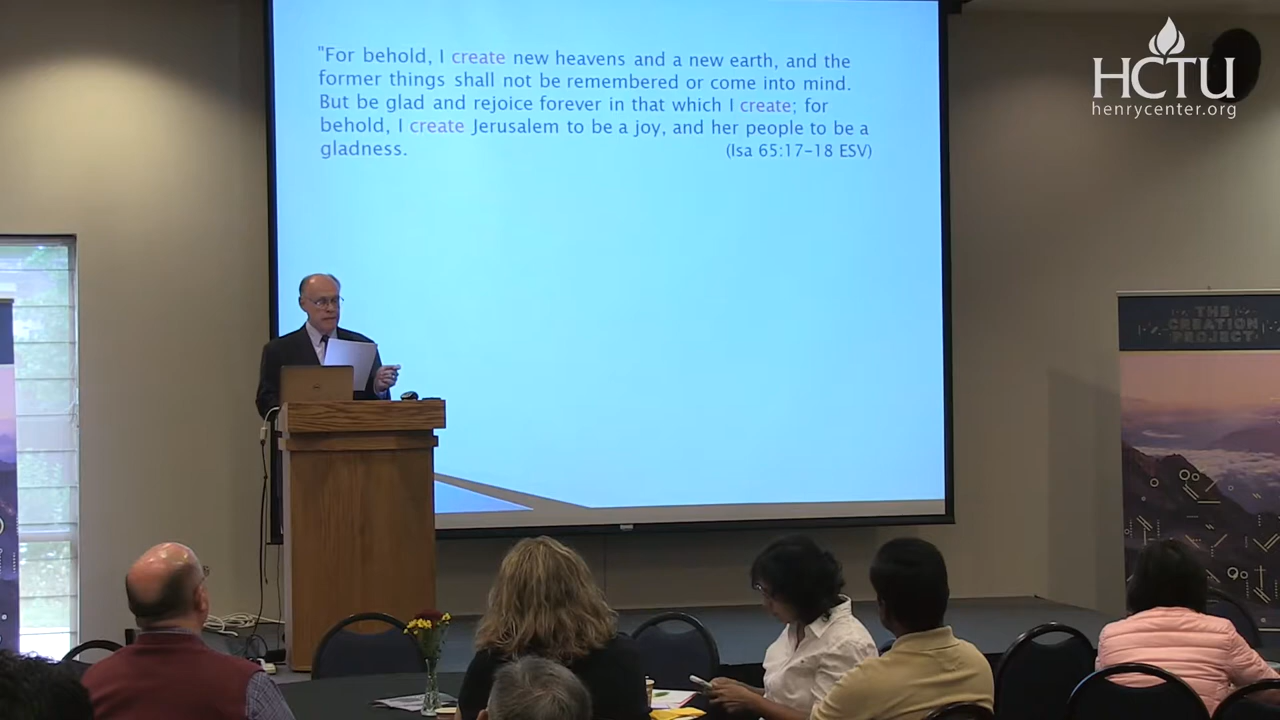 "For behold, I create new heavens and a new earth, and the
former things shall not be remembered or come into mind.
But be glad and rejoice forever in that which I create; for
behold, I create Jerusalem to be a joy, and her people to be a
gladness. (Isa 65:17-18 ESV)
HCTU
henrycenter.org
THE
CREATION
PROJECT